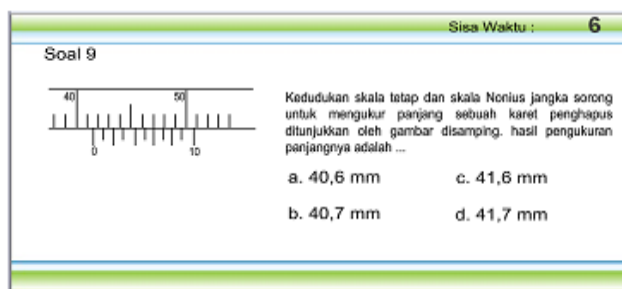 Sisa Waktu : 6
Soal 9
40 50
0 10
Kedudukan skala tetap dan skala Nonius jangka sorong
untuk mengukur panjang sebuah karet penghapus
ditunjukkan oleh gambar disamping. hasil pengukuran
panjangnya adalah ...
a. 40,6 mm c. 41,6 mm
b. 40,7 mm d. 41,7 mm